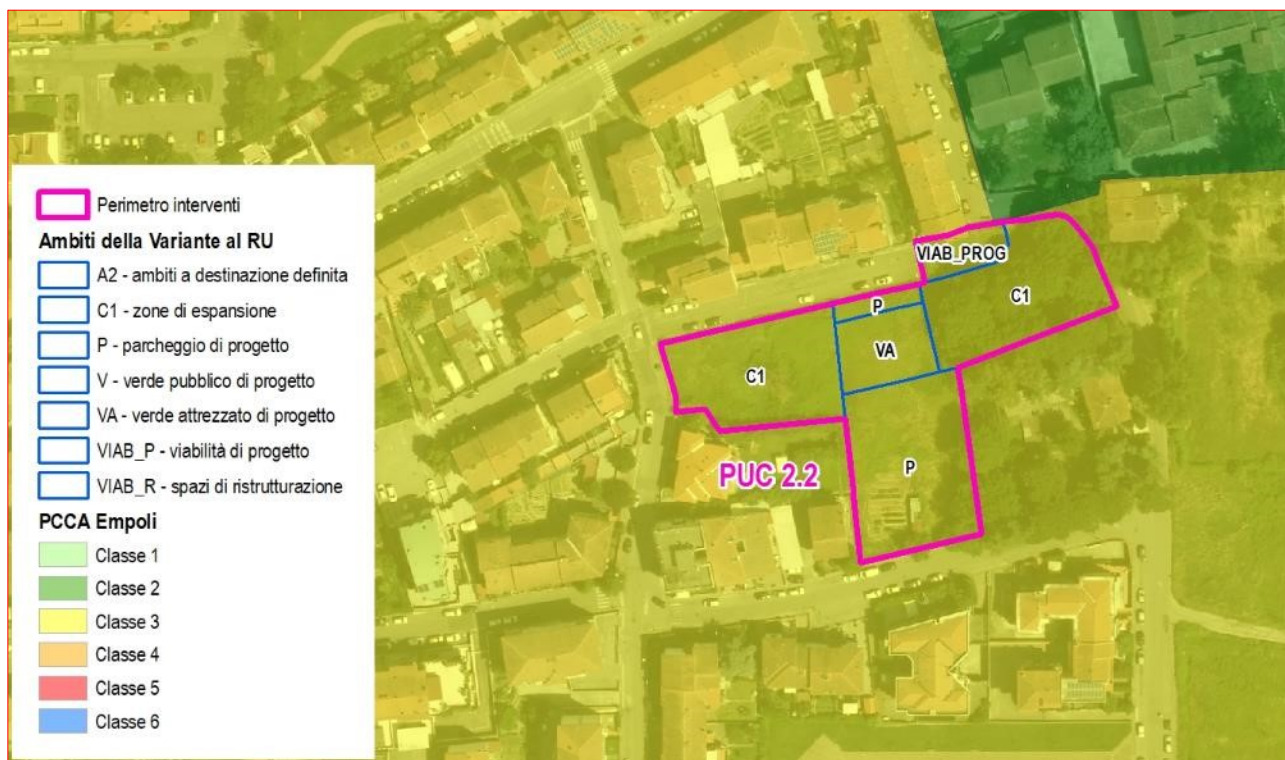 Perimetro interventi
Ambiti della Variante al RU
A2 - ambiti a destinazione definita
C1 - zone di espansione
P - parcheggio di progetto
V - verde pubblico di progetto
VA - verde attrezzato di progetto
VIAB_P - viabilità di progetto
VIAB_R - spazi di ristrutturazione
PCCA Empoli
Classe 1
Classe 2
Classe 3
Classe 4
Classe 5
Classe 6
VIAB_PROG
C1
P
VA
C1
P
PUC 2.2